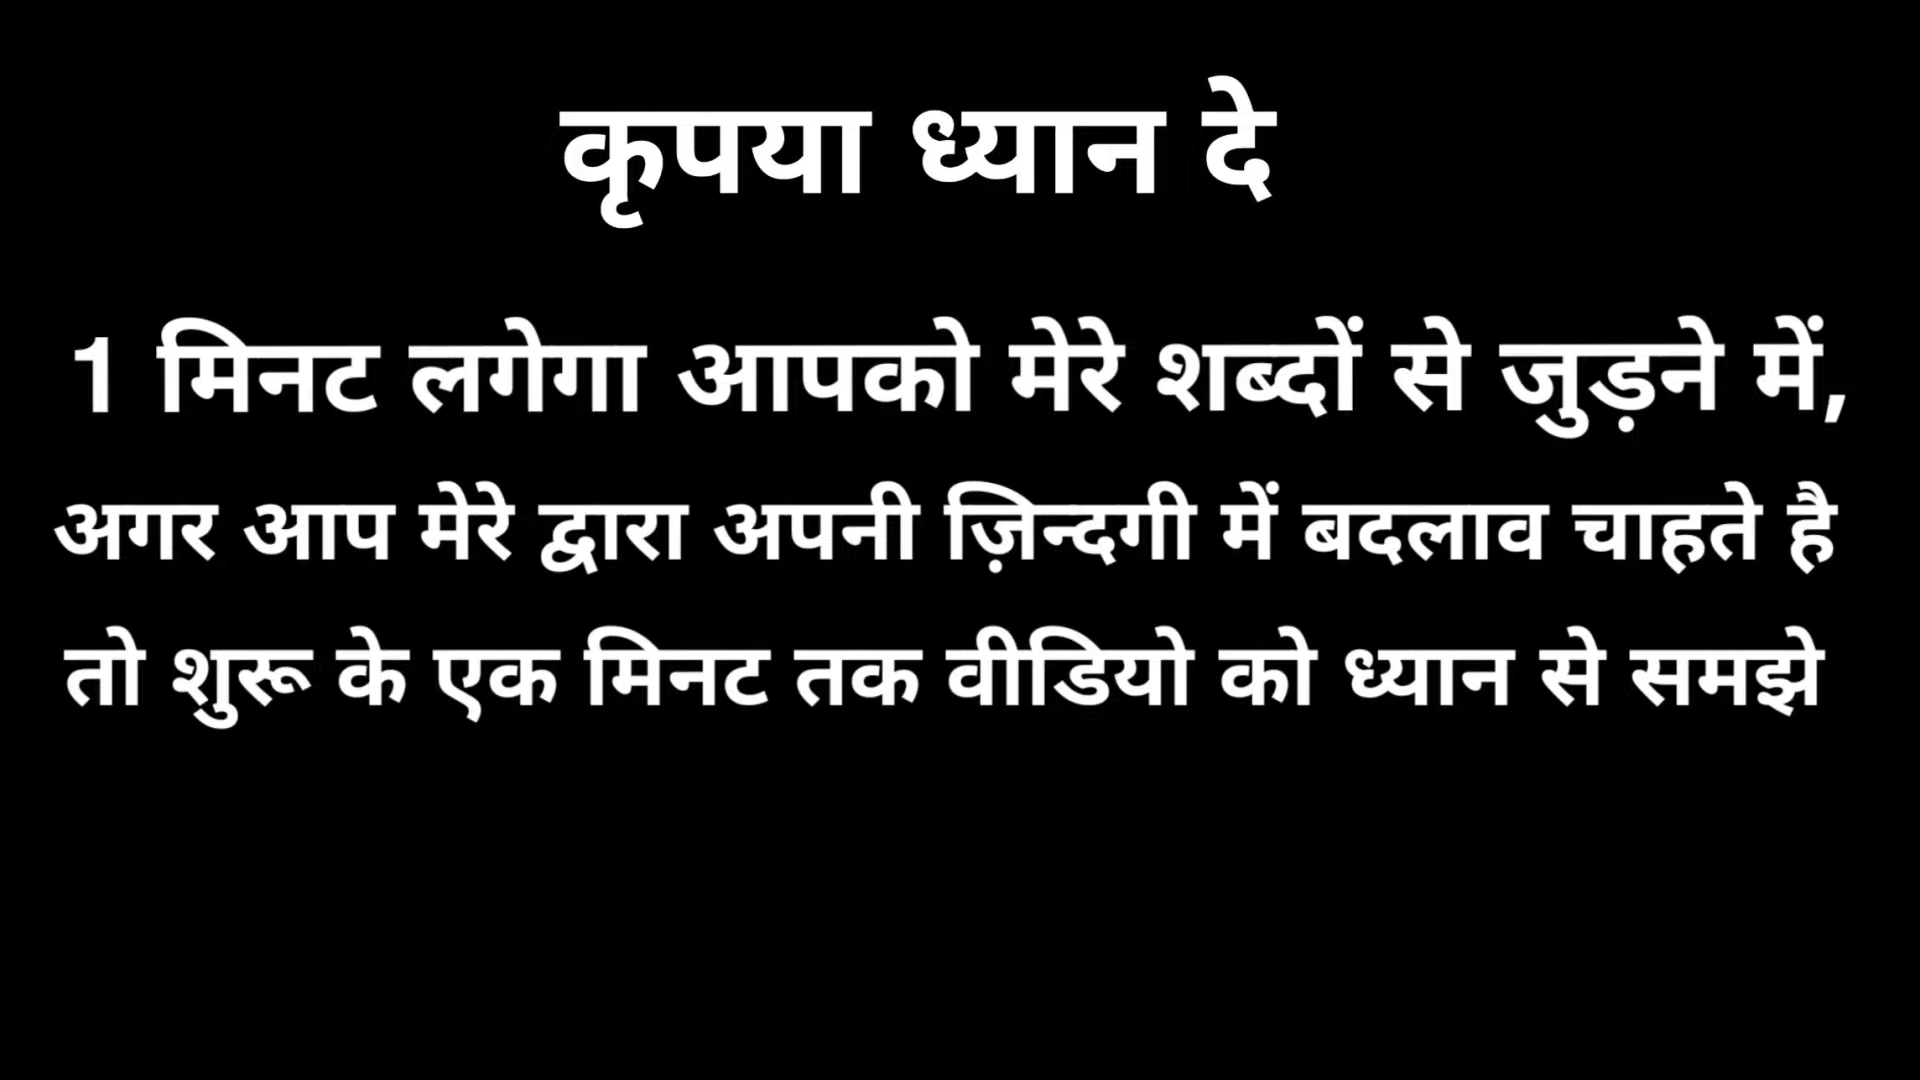 कृपया ध्यान दे
1 मिनट लगेगा आपको मेरे शब्दों से जुड़ने में,
अगर आप मेरे द्वारा अपनी ज़िन्दगी में बदलाव चाहते है
तो शुरू के एक मिनट तक वीडियो को ध्यान से समझे